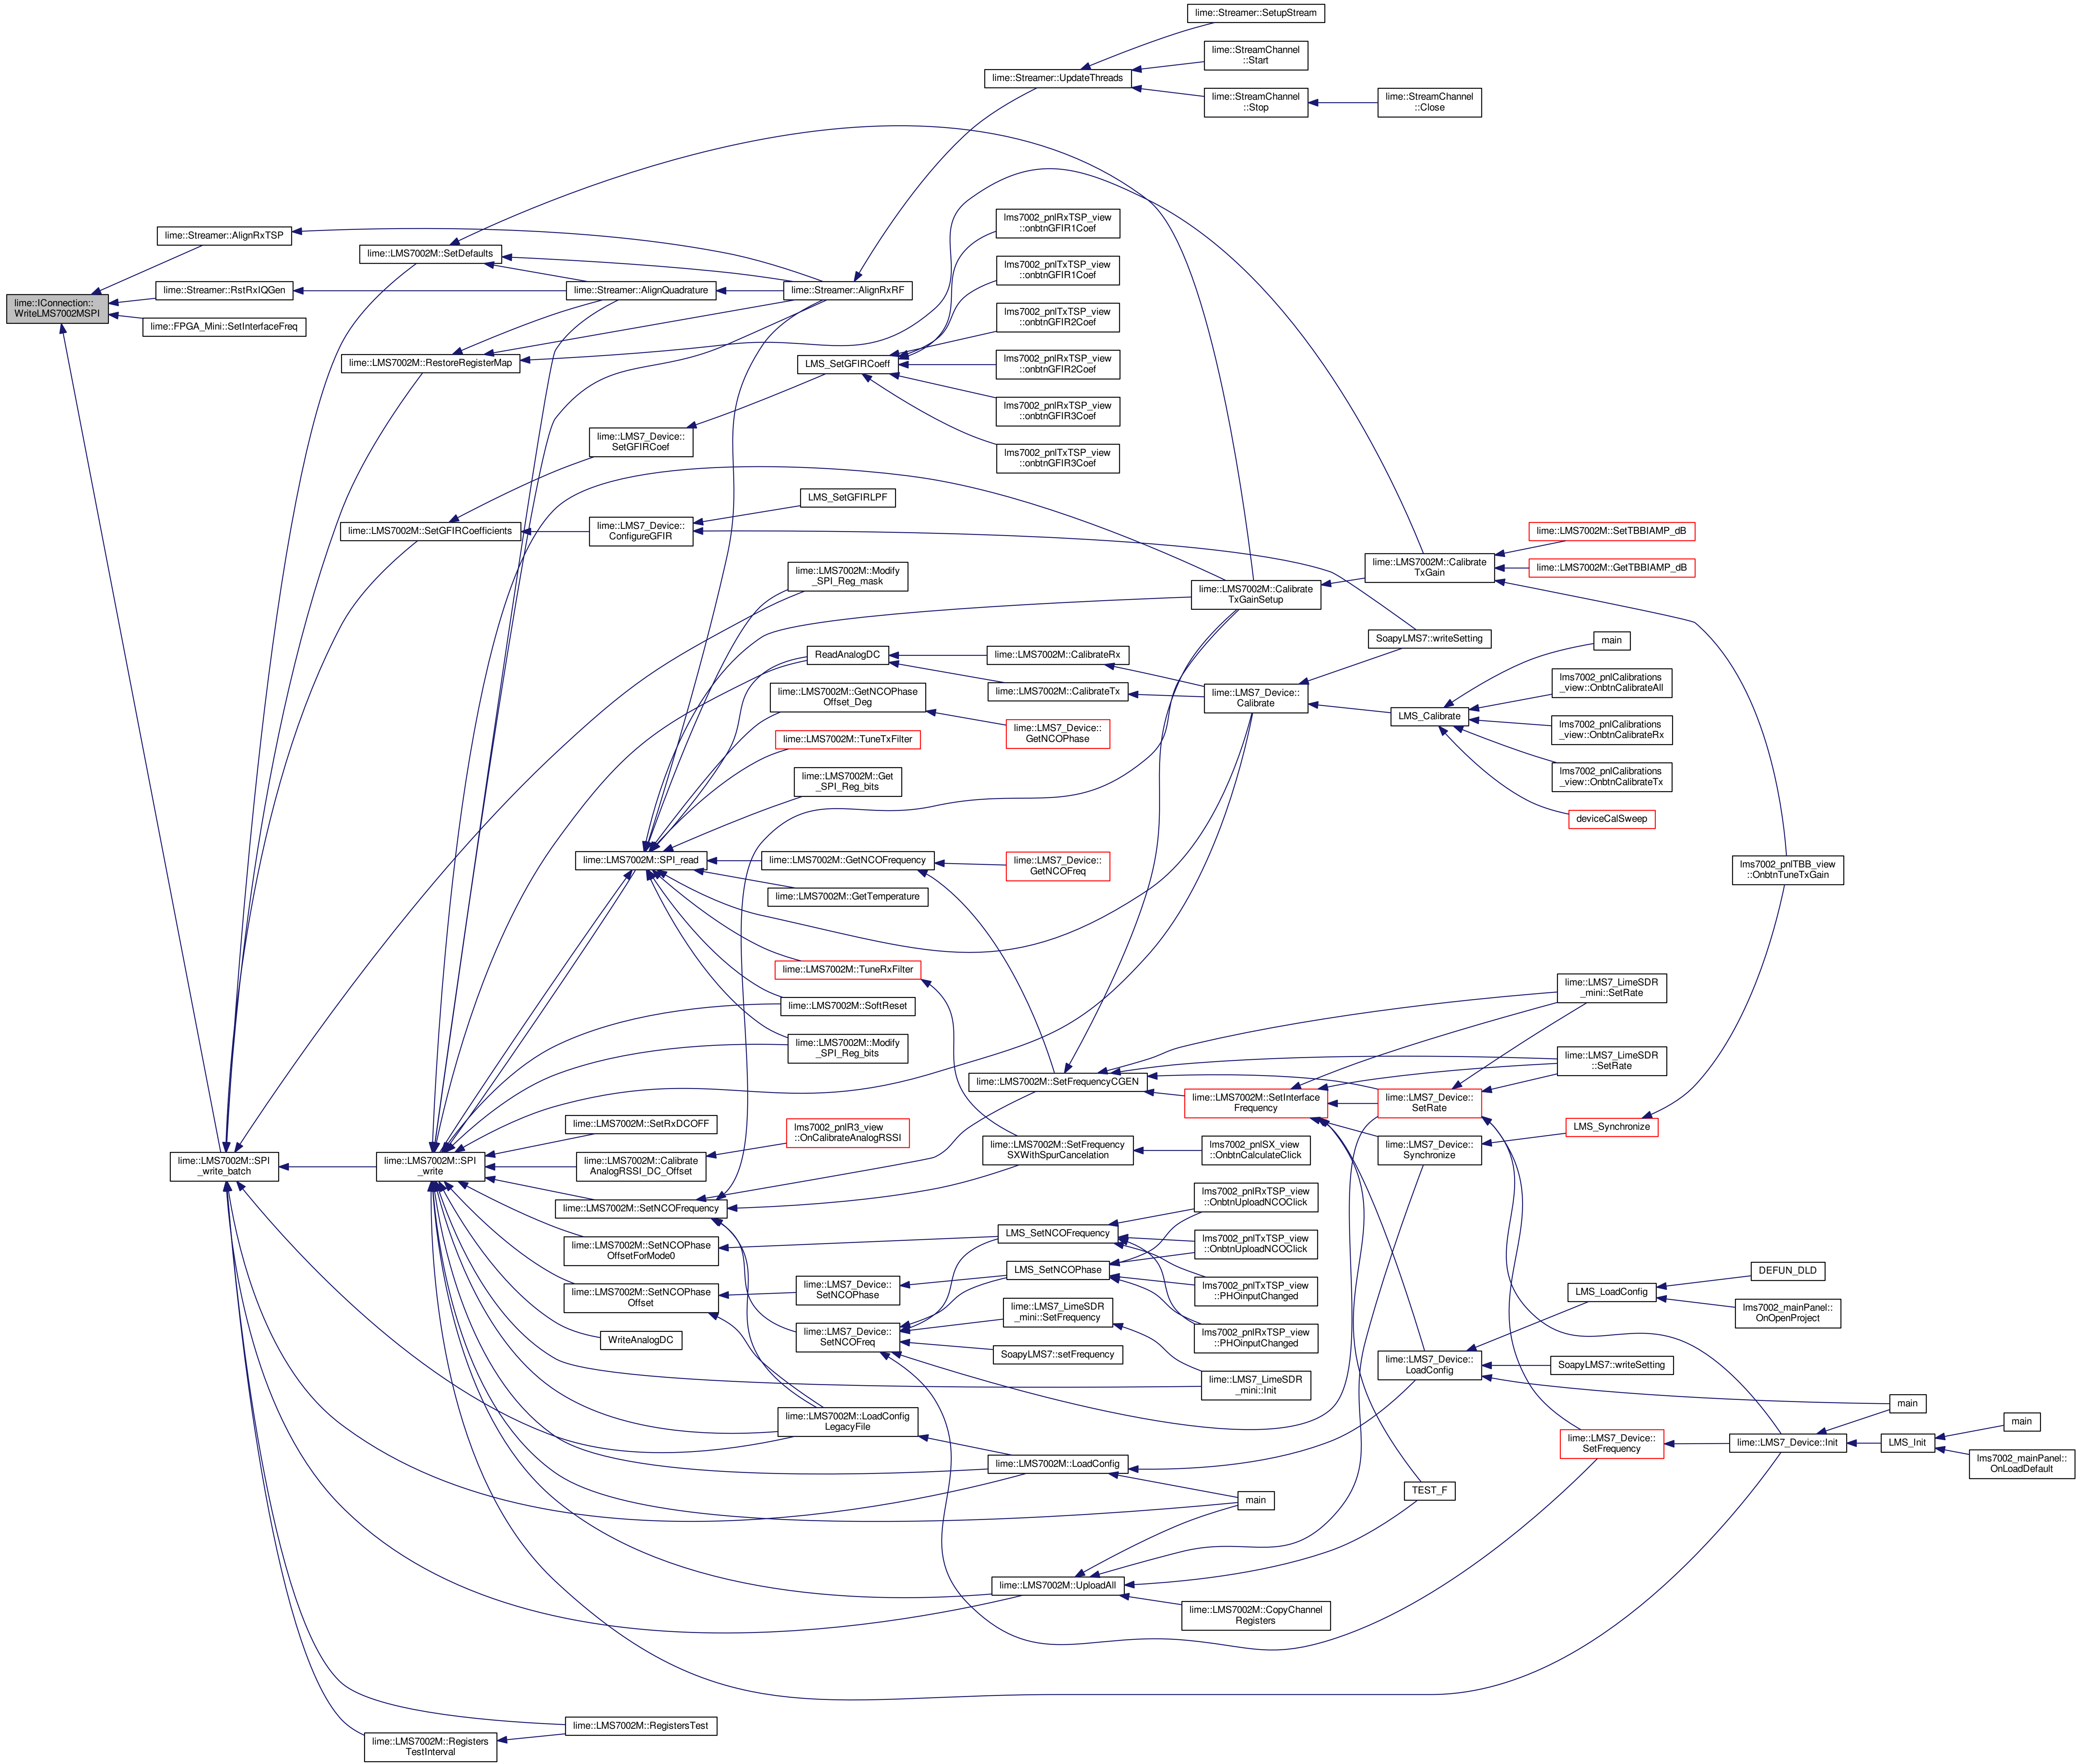 lime::Streamer::SetupStream
lime::StreamChannel
::Start
lime::Streamer::UpdateThreads
lime::StreamChannel
::Stop
lime::StreamChannel
::Close
lms7002_pnlRxTSP_view
::onbtnGFIR1Coef
lime::Streamer::AlignRxTSP
lime::LMS7002M::SetDefaults
lms7002_pnlTxTSP_view
::onbtnGFIR1Coef
lime::Streamer::RstRxIQGen
lime::Streamer::AlignQuadrature
lime::Streamer::AlignRxRF
lime::IConnection::
WriteLMS7002MSPI
lime::FPGA_Mini::SetInterfaceFreq
lms7002_pnlTxTSP_view
::onbtnGFIR2Coef
lime::LMS7002M::RestoreRegisterMap
LMS_SetGFIRCoeff
lms7002_pnlRxTSP_view
::onbtnGFIR2Coef
lms7002_pnlRxTSP_view
::onbtnGFIR3Coef
lime::LMS7_Device::
SetGFIRCoef
lms7002_pnlTxTSP_view
::onbtnGFIR3Coef
LMS_SetGFIRLPF
lime::LMS7002M::SetGFIRCoefficients
lime::LMS7_Device::
ConfigureGFIR
lime::LMS7002M::SetTBBIAMP_dB
lime::LMS7002M::Calibrate
TxGain
lime::LMS7002M::GetTBBIAMP_dB
lime::LMS7002M::Modify
_SPI_Reg_mask
lime::LMS7002M::Calibrate
TxGainSetup
SoapyLMS7::writeSetting
main
ReadAnalogDC
lime::LMS7002M::CalibrateRx
lms7002_pnlCalibrations
_view::OnbtnCalibrateAll
lime::LMS7002M::GetNCOPhase
Offset_Deg
lime::LMS7002M::CalibrateTx
lime::LMS7_Device::
Calibrate
LMS_Calibrate
lime::LMS7_Device::
GetNCOPhase
lms7002_pnlCalibrations
_view::OnbtnCalibrateRx
lime::LMS7002M::TuneTxFilter
lms7002_pnlCalibrations
_view::OnbtnCalibrateTx
lime::LMS7002M::Get
_SPI_Reg_bits
deviceCalSweep
lime::LMS7002M::SPI_read
lime::LMS7002M::GetNCOFrequency
lime::LMS7_Device::
GetNCOFreq
lms7002_pnlTBB_view
::OnbtnTuneTxGain
lime::LMS7002M::GetTemperature
lime::LMS7002M::TuneRxFilter
lime::LMS7_LimeSDR
_mini::SetRate
lime::LMS7002M::SoftReset
lime::LMS7002M::Modify
_SPI_Reg_bits
lime::LMS7_LimeSDR
::SetRate
lime::LMS7002M::SetFrequencyCGEN
lime::LMS7002M::SetInterface
Frequency
lime::LMS7_Device::
SetRate
lime::LMS7002M::SetRxDCOFF
LMS_Synchronize
lms7002_pnlR3_view
::OnCalibrateAnalogRSSI
lime::LMS7002M::SetFrequency
SXWithSpurCancelation
lms7002_pnlSX_view
::OnbtnCalculateClick
lime::LMS7_Device::
Synchronize
lime::LMS7002M::SPI
_write_batch
lime::LMS7002M::SPI
_write
lime::LMS7002M::Calibrate
AnalogRSSI_DC_Offset
lime::LMS7002M::SetNCOFrequency
lms7002_pnlRxTSP_view
::OnbtnUploadNCOClick
LMS_SetNCOFrequency
lime::LMS7002M::SetNCOPhase
OffsetForMode0
lms7002_pnlTxTSP_view
::OnbtnUploadNCOClick
LMS_SetNCOPhase
DEFUN_DLD
lime::LMS7002M::SetNCOPhase
Offset
lime::LMS7_Device::
SetNCOPhase
lms7002_pnlTxTSP_view
::PHOinputChanged
LMS_LoadConfig
lime::LMS7_LimeSDR
_mini::SetFrequency
lms7002_mainPanel::
OnOpenProject
WriteAnalogDC
lime::LMS7_Device::
SetNCOFreq
lms7002_pnlRxTSP_view
::PHOinputChanged
SoapyLMS7::setFrequency
lime::LMS7_Device::
LoadConfig
SoapyLMS7::writeSetting
lime::LMS7_LimeSDR
_mini::Init
main
lime::LMS7002M::LoadConfig
LegacyFile
main
lime::LMS7_Device::
SetFrequency
lime::LMS7_Device::Init
LMS_Init
lime::LMS7002M::LoadConfig
lms7002_mainPanel::
OnLoadDefault
TEST_F
main
lime::LMS7002M::UploadAll
lime::LMS7002M::CopyChannel
Registers
lime::LMS7002M::RegistersTest
lime::LMS7002M::Registers
TestInterval